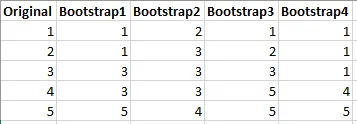 Original Bootstrap1 Bootstrap2 Bootstrap3 Bootstrap4
1 1 2 1 1
2 1 3 2 1
3 3 3 3 1
4 3 3 5 4
5 5 4 5 5